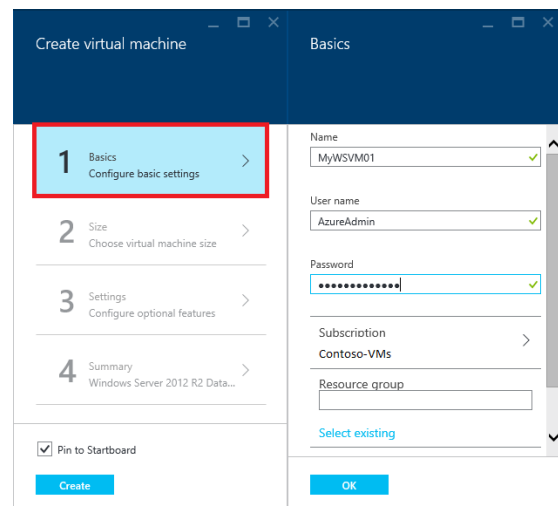 Create virtual machine
1
Basics
Configure basic settings
2
Size
Choose virtual machine size
3
Settings
Configure optional features
4
Summary
Windows Server 2012 R2 Data...
Pin to Startboard
Create
Basics
Name
MyWSVM01
User name
AzureAdmin
Password
•••••••••••••
Subscription
Contoso-VMs
Resource group
Select existing
OK